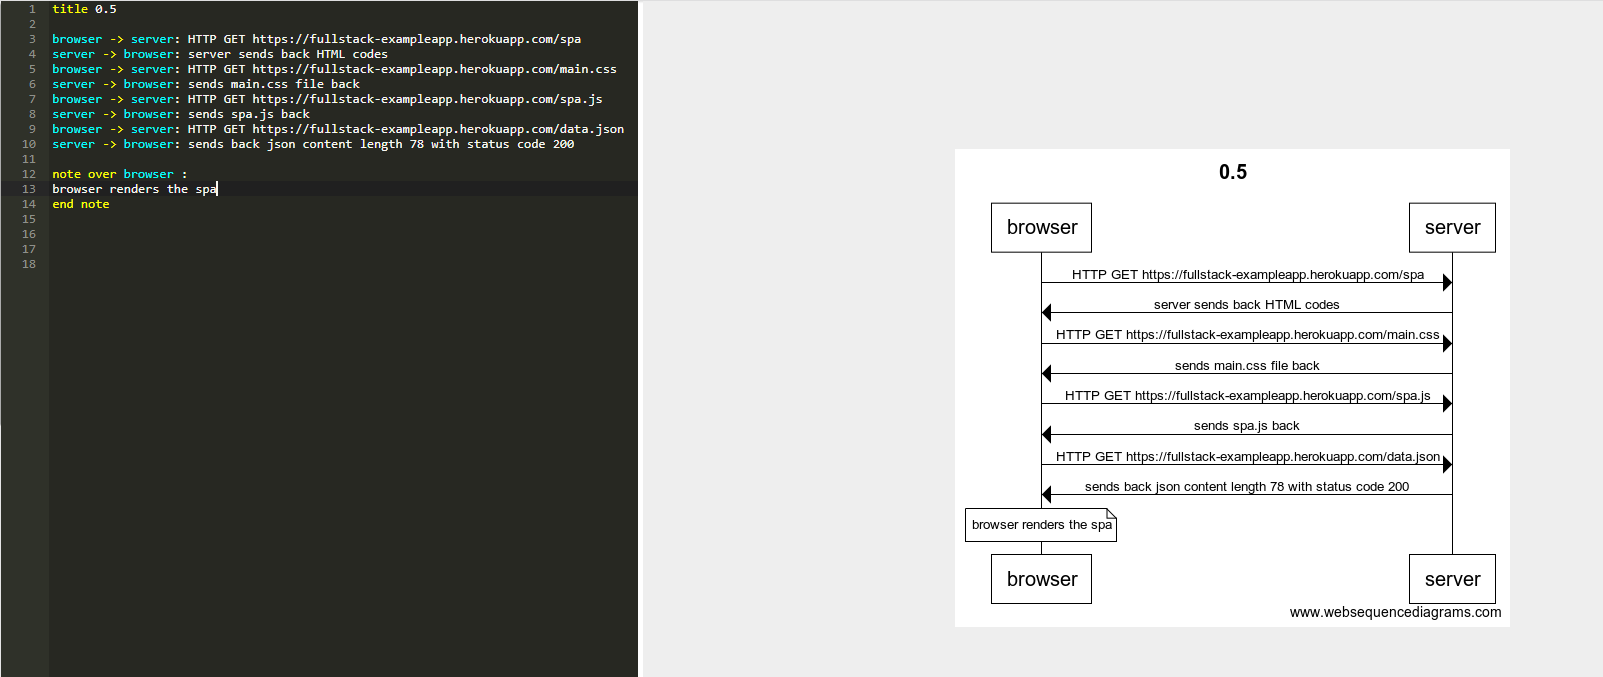 1 title 0.5
2
3 browser -> server: HTTP GET https://fullstack-exampleapp.herokuapp.com/spa
4 server -> browser: server sends back HTML codes
5 browser -> server: HTTP GET https://fullstack-exampleapp.herokuapp.com/main.css
6 server -> browser: sends main.css file back
7 browser -> server: HTTP GET https://fullstack-exampleapp.herokuapp.com/spa.js
8 server -> browser: sends spa.js back
9 browser -> server: HTTP GET https://fullstack-exampleapp.herokuapp.com/data.json
10 server -> browser: sends back json content length 78 with status code 200
11
12 note over browser :
13 browser renders the spa
14 end note
15
16
17
18
0.5
browser server
HTTP GET https://fullstack-exampleapp.herokuapp.com/spa
server sends back HTML codes
HTTP GET https://fullstack-exampleapp.herokuapp.com/main.css
sends main.css file back
HTTP GET https://fullstack-exampleapp.herokuapp.com/spa.js
sends spa.js back
HTTP GET https://fullstack-exampleapp.herokuapp.com/data.json
sends back json content length 78 with status code 200
browser renders the spa
browser server
www.websequencediagrams.com